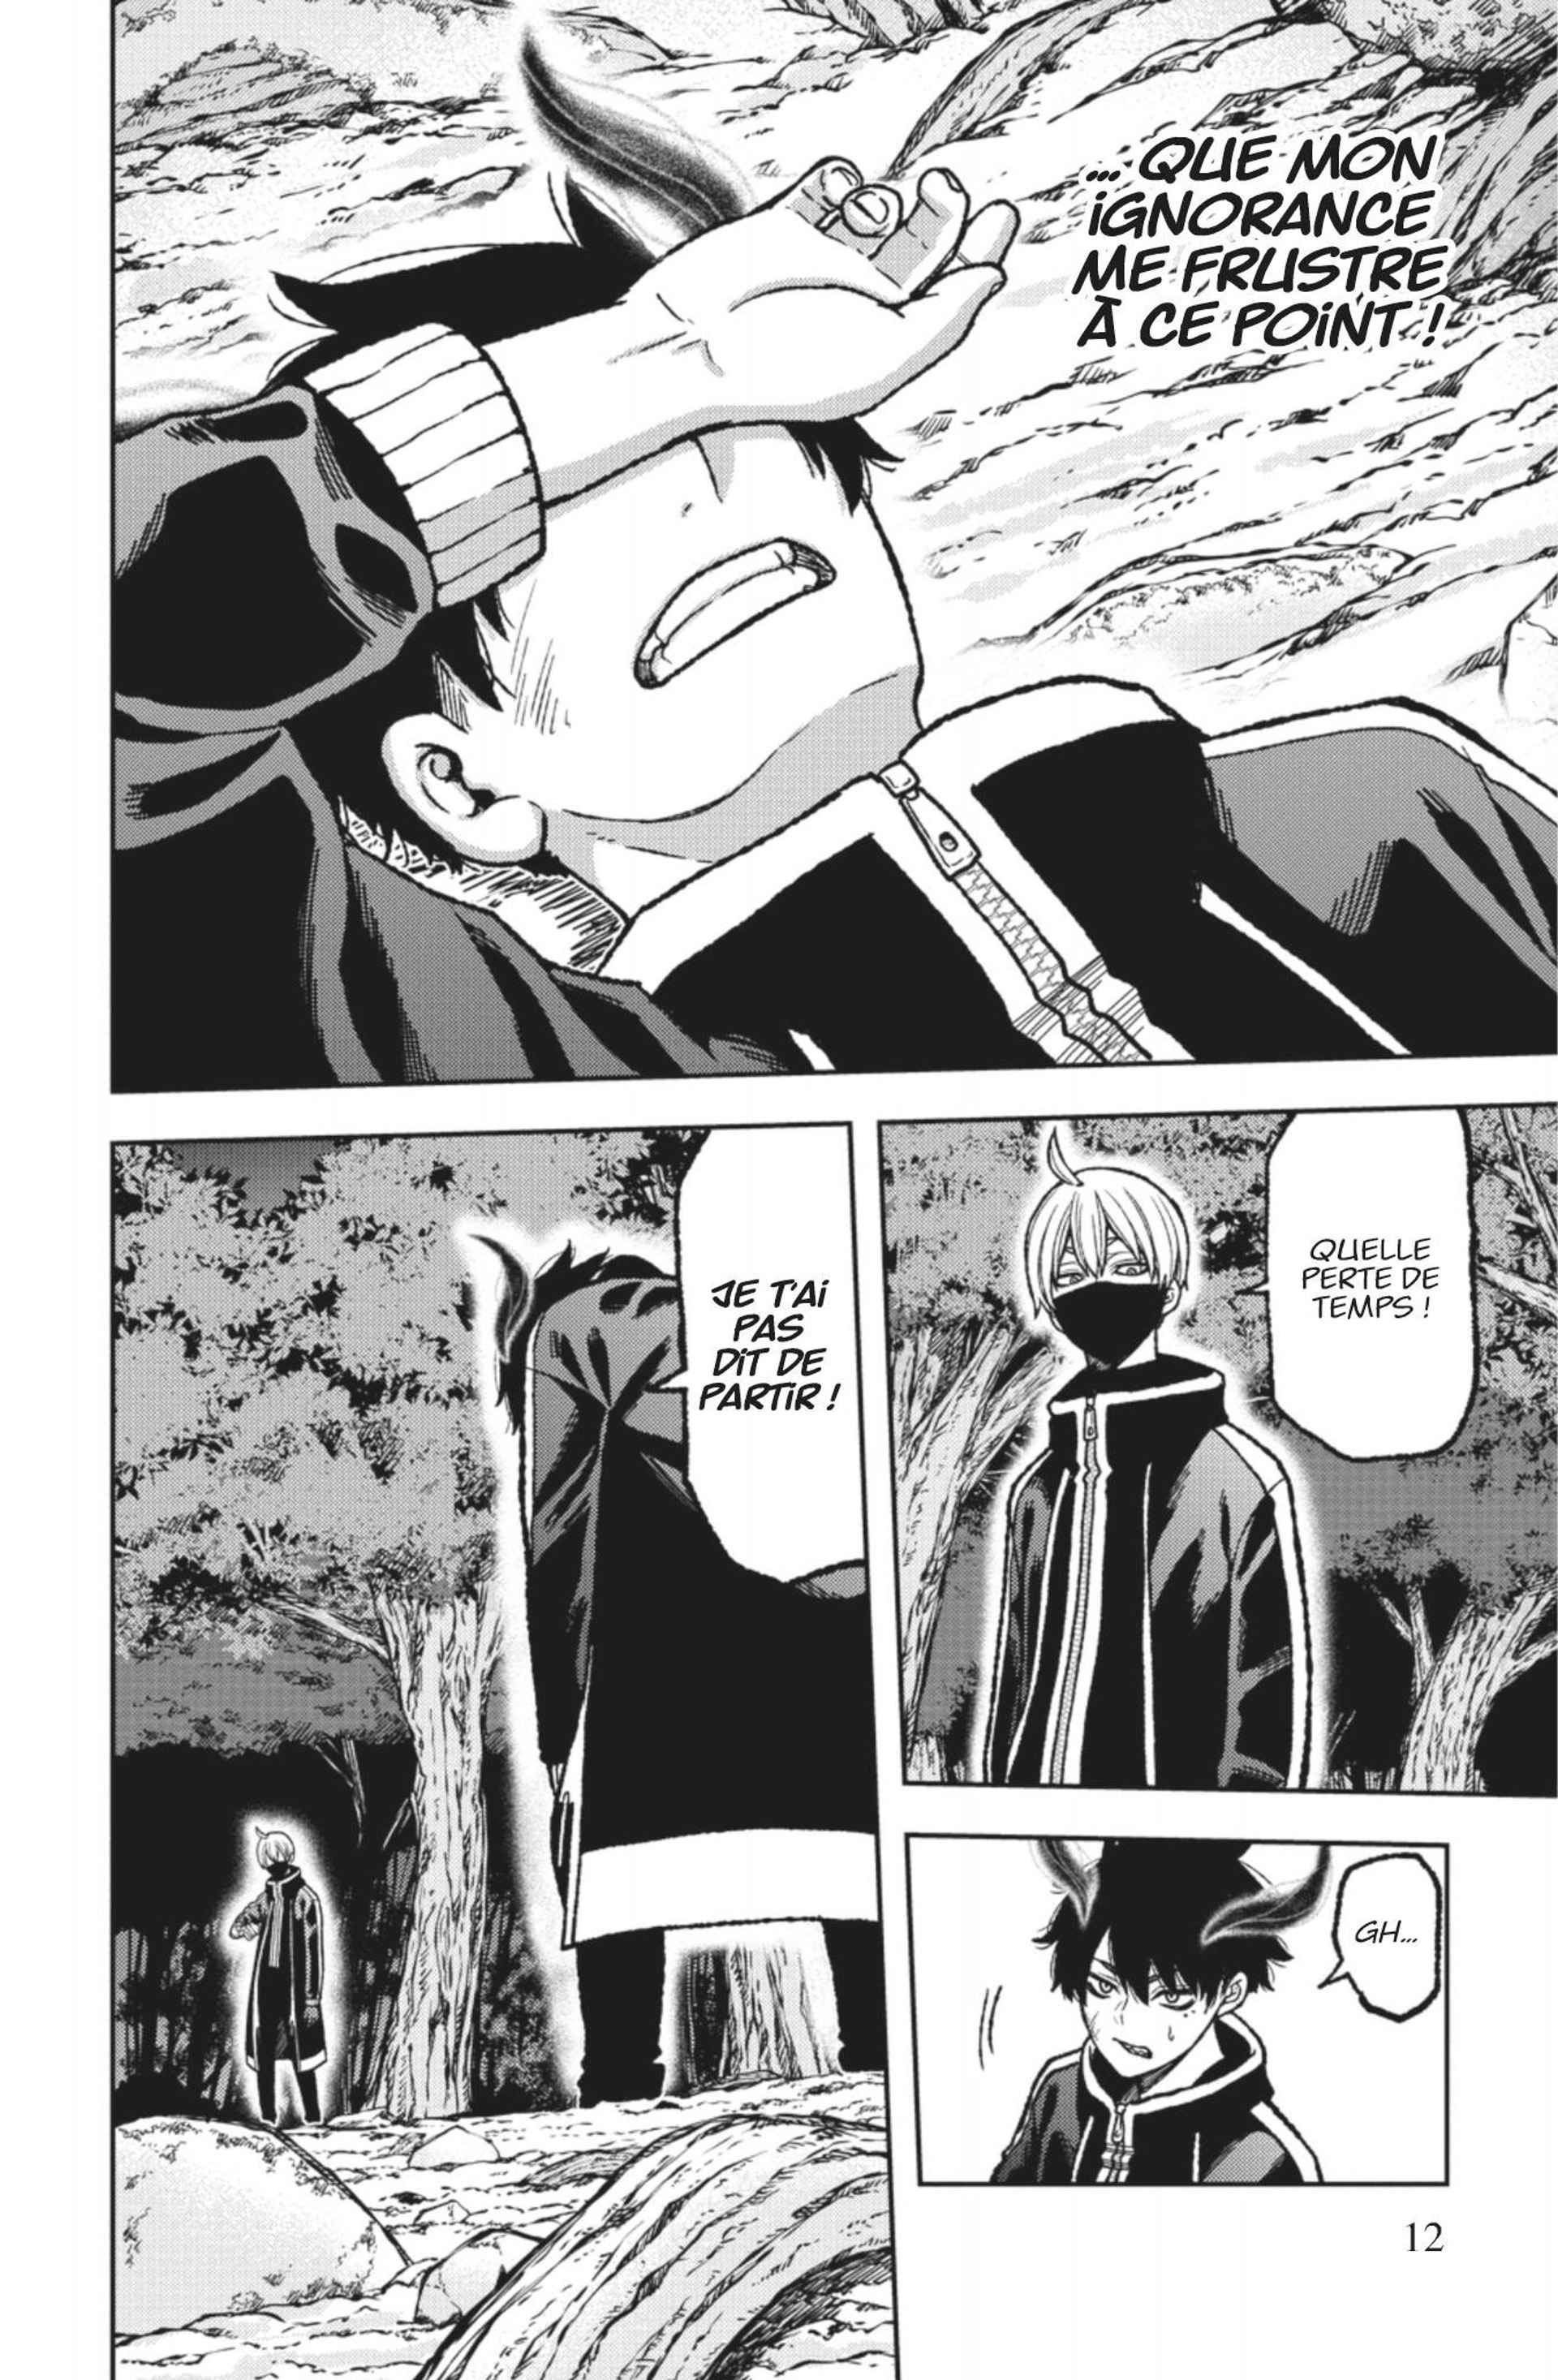 ... QUE MON
IGNORANCE
ME FRUSTRE
À CE POINT !
QUELLE
PERTE DE
TEMPS !
GH...
JE T'AI
PAS
DIT DE
PARTIR !
12